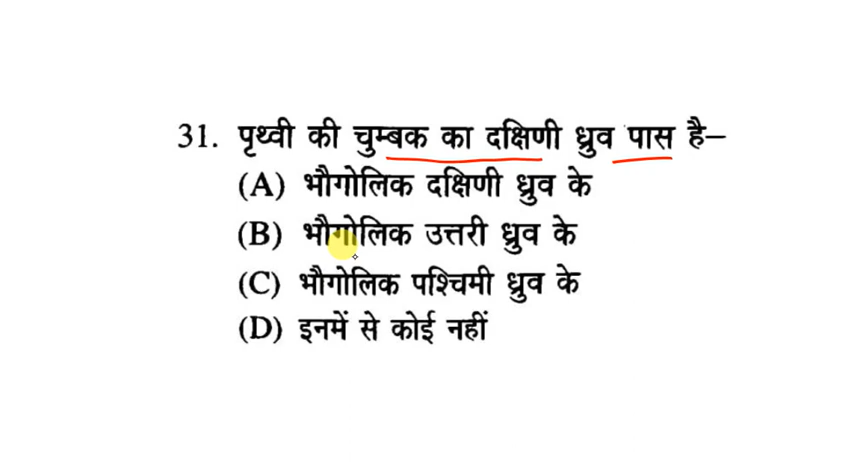 31. पृथ्वी की चुम्बक का दक्षिणी ध्रुव पास है–
(A) भौगोलिक दक्षिणी ध्रुव के
(B) भौगोलिक उत्तरी ध्रुव के
(C) भौगोलिक पश्चिमी ध्रुव के
(D) इनमें से कोई नहीं